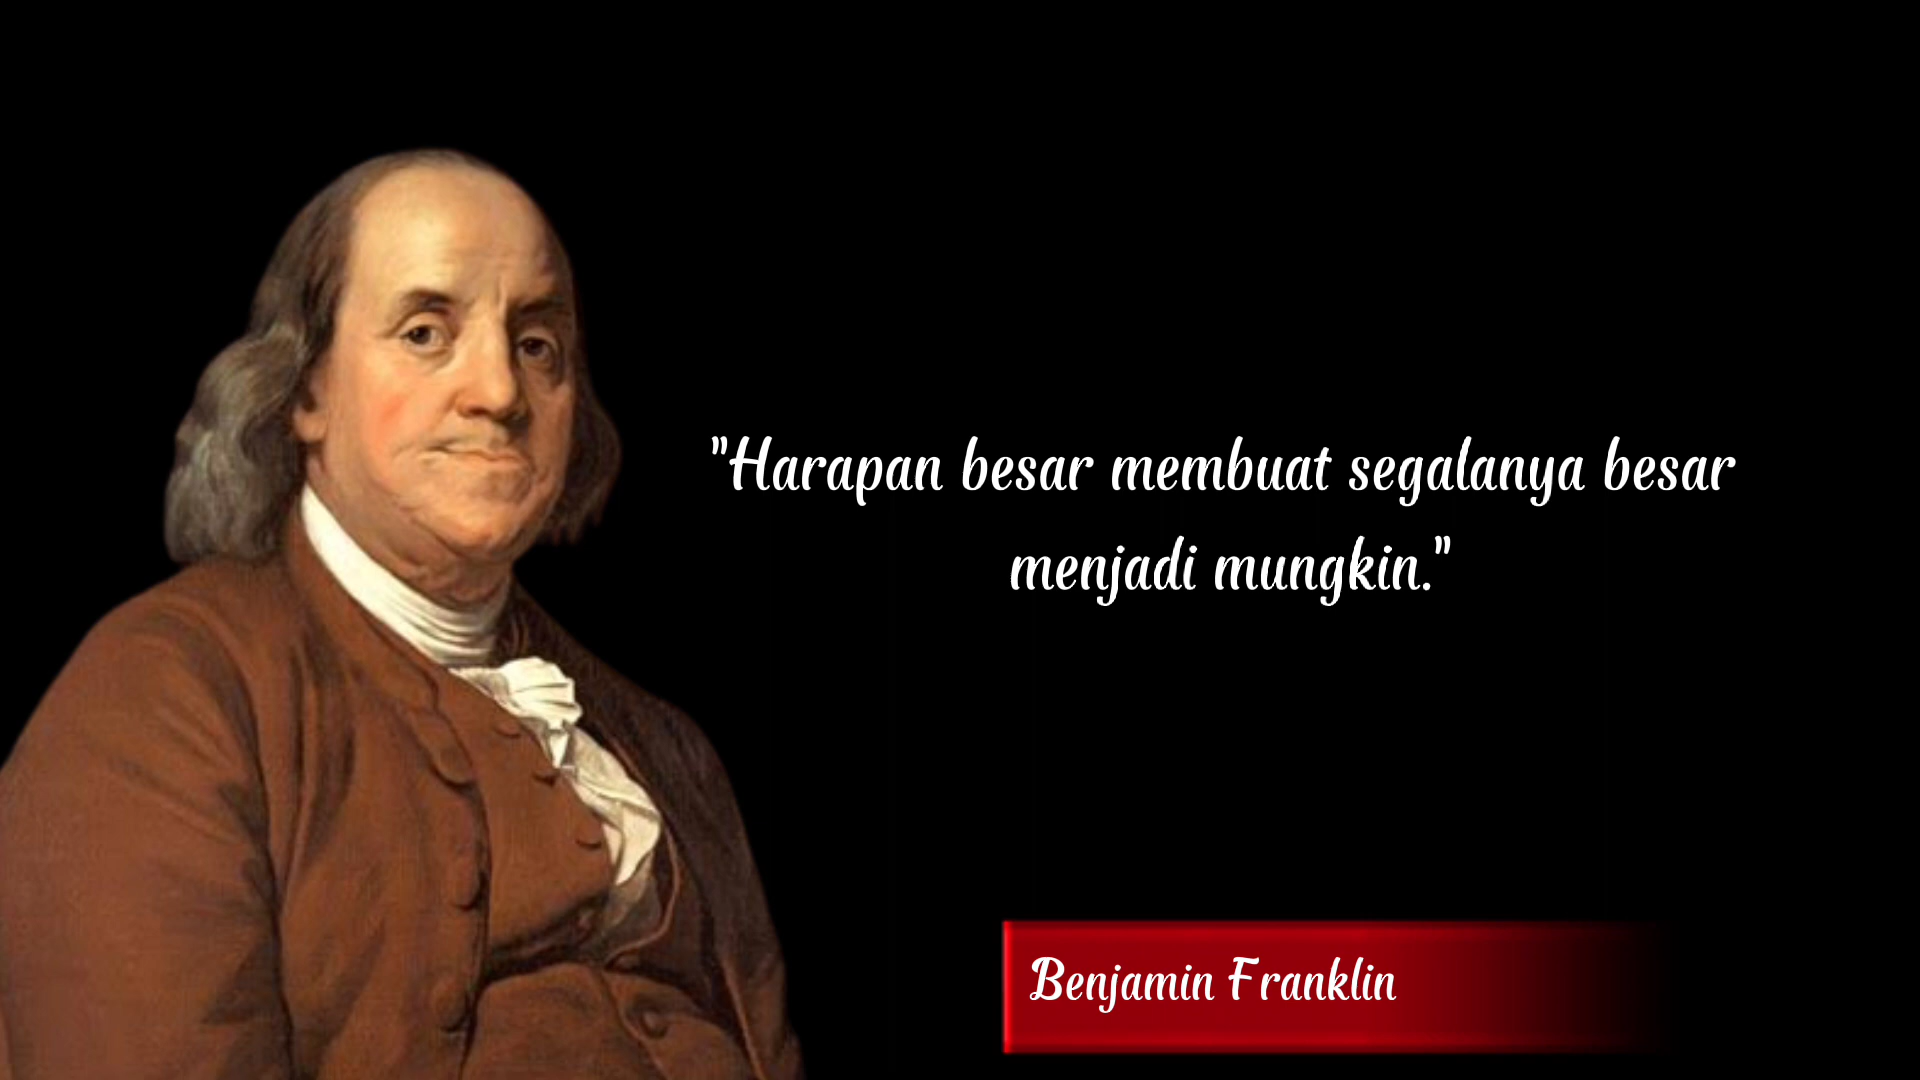 "Harapan besar membuat segalanya besar
menjadi mungkin."
Benjamin Franklin